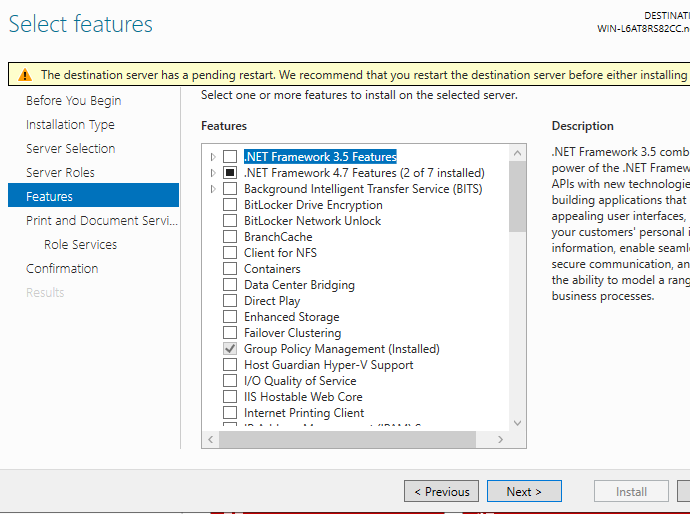 Select features
DESTINATI
WIN-L6AT8RS82CC.n
The destination server has a pending restart. We recommend that you restart the destination server before either installing
Before You Begin
Installation Type
Server Selection
Server Roles
Features
Print and Document Servi...
Role Services
Confirmation
Results
Select one or more features to install on the selected server.
Features
.NET Framework 3.5 Features
.NET Framework 4.7 Features (2 of 7 installed)
Background Intelligent Transfer Service (BITS)
BitLocker Drive Encryption
BitLocker Network Unlock
BranchCache
Client for NFS
Containers
Data Center Bridging
Direct Play
Enhanced Storage
Failover Clustering
Group Policy Management (Installed)
Host Guardian Hyper-V Support
I/O Quality of Service
IIS Hostable Web Core
Internet Printing Client
Description
.NET Framework 3.5 comb
power of the .NET Framew
APIs with new technologie
building applications that
appealing user interfaces,
your customers' personal i
information, enable seaml
secure communication, an
the ability to model a rang
business processes.
< Previous
Next >
Install